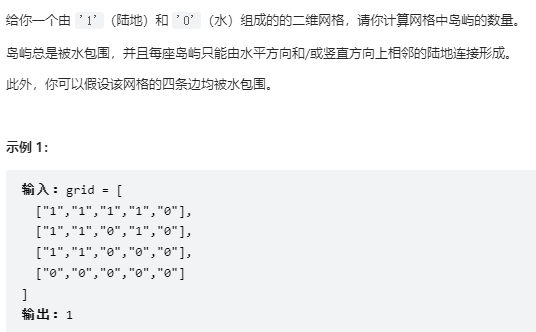 给你一个由 '1'（陆地）和 '0'（水）组成的的二维网格，请你计算网格中岛屿的数量。
岛屿总是被水包围，并且每座岛屿只能由水平方向和/或竖直方向上相邻的陆地连接形成。
此外，你可以假设该网格的四条边均被水包围。
示例 1：
输入：grid = [
["1","1","1","1","0"],
["1","1","0","1","0"],
["1","1","0","0","0"],
["0","0","0","0","0"]
]
输出：1